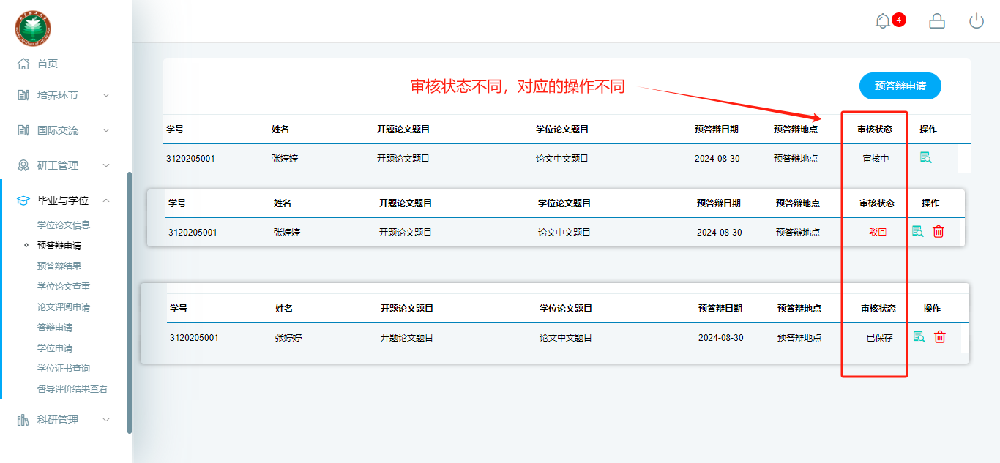 4
首页
培养环节
国际交流
研工管理
毕业与学位
学位论文信息
预答辩申请
预答辩结果
学位论文查重
论文评阅申请
答辩申请
学位申请
学位证书查询
督导评价结果查看
科研管理
审核状态不同，对应的操作不同
预答辩申请
学号 姓名 开题论文题目 学位论文题目 预答辩日期 预答辩地点 审核状态 操作
3120205001 张婷婷 开题论文题目 论文中文题目 2024-08-30 预答辩地点 审核中
学号 姓名 开题论文题目 学位论文题目 预答辩日期 预答辩地点 审核状态 操作
3120205001 张婷婷 开题论文题目 论文中文题目 2024-08-30 预答辩地点 驳回
学号 姓名 开题论文题目 学位论文题目 预答辩日期 预答辩地点 审核状态 操作
3120205001 张婷婷 开题论文题目 论文中文题目 2024-08-30 预答辩地点 已保存